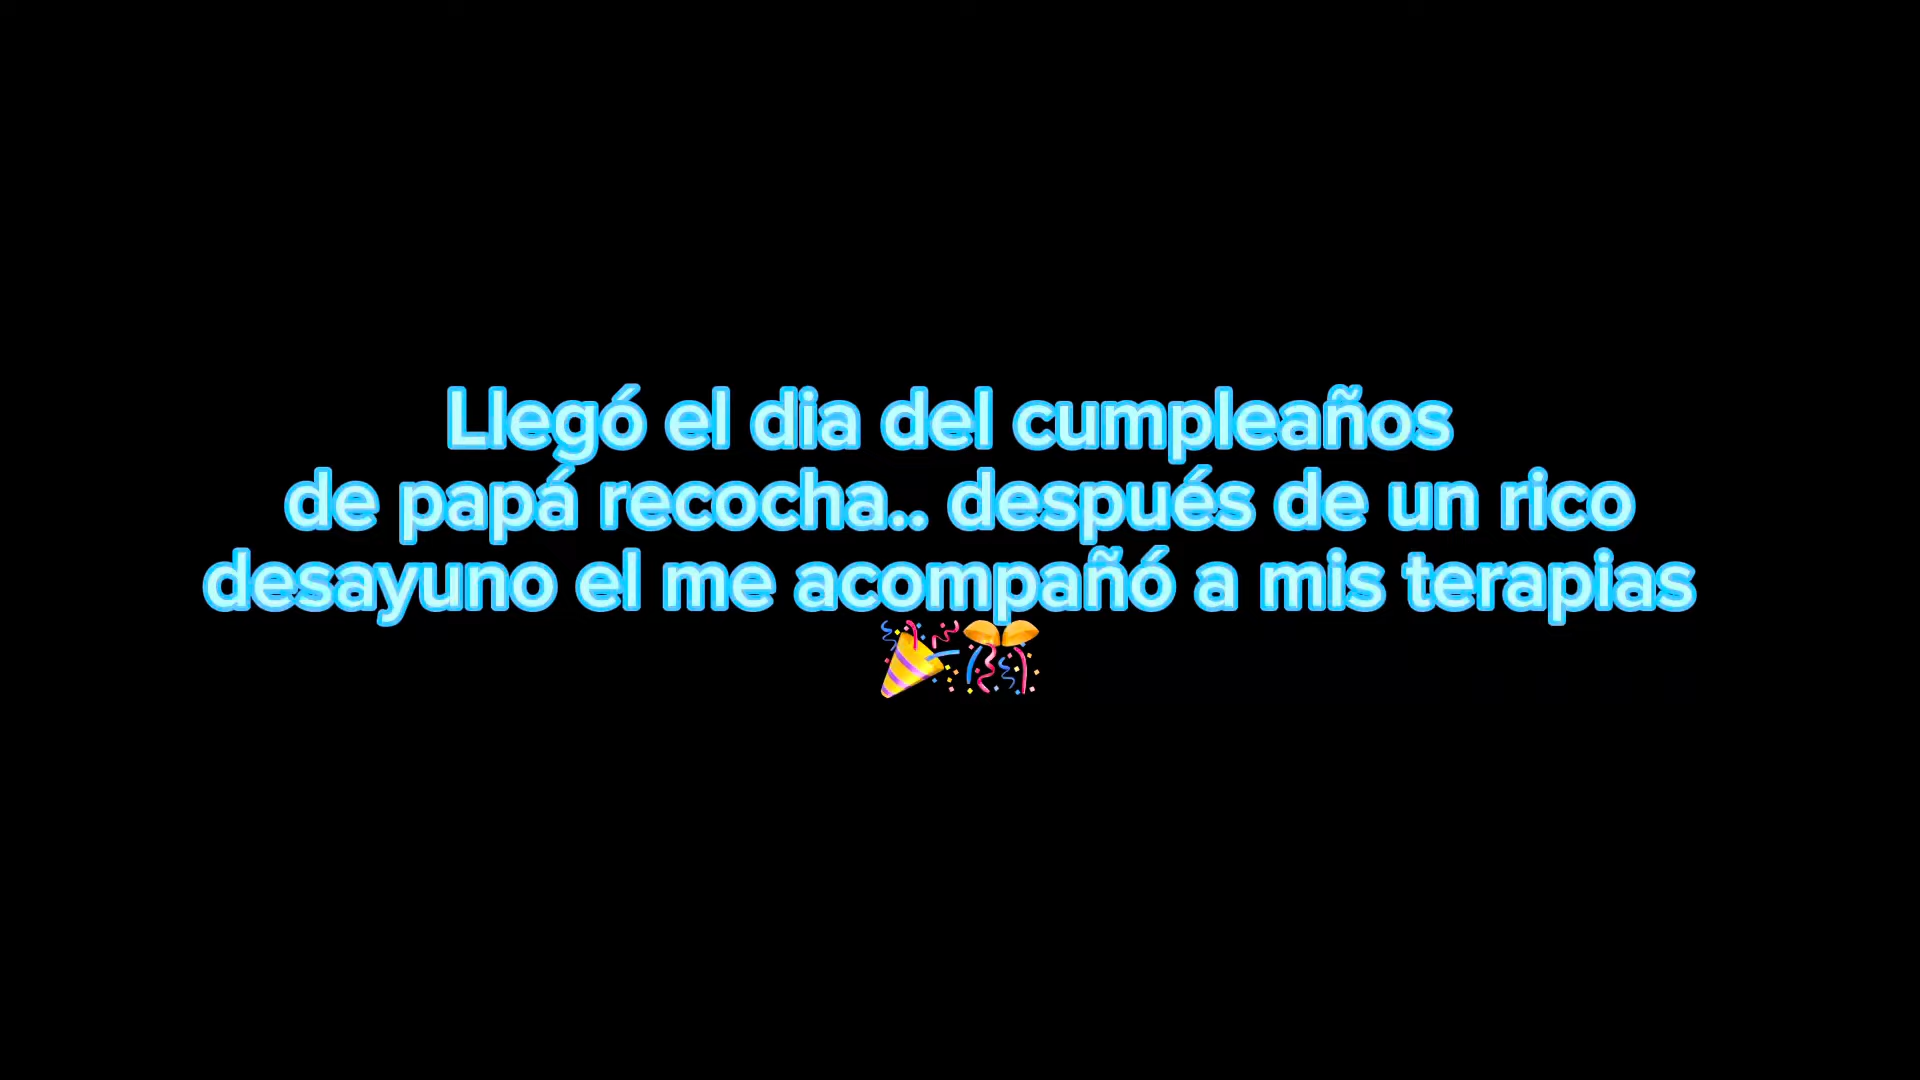 Llegó el dia del cumpleaños
de papá recocha.. después de un rico
desayuno el me acompañó a mis terapias
🎉🎊